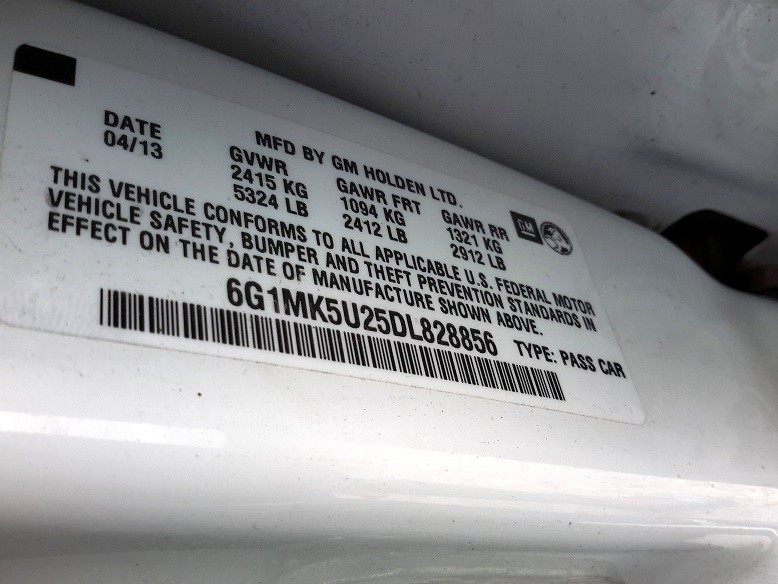 DATE
04/13
MFD BY GM HOLDEN LTD.
GVWR GAWR FRT GAWR RR
2415 KG 1094 KG 1321 KG
5324 LB 2412 LB 2912 LB
GM
THIS VEHICLE CONFORMS TO ALL APPLICABLE U.S. FEDERAL MOTOR
VEHICLE SAFETY, BUMPER AND THEFT PREVENTION STANDARDS IN
EFFECT ON THE DATE OF MANUFACTURE SHOWN ABOVE.
6G1MK5U25DL828856 TYPE: PASS CAR